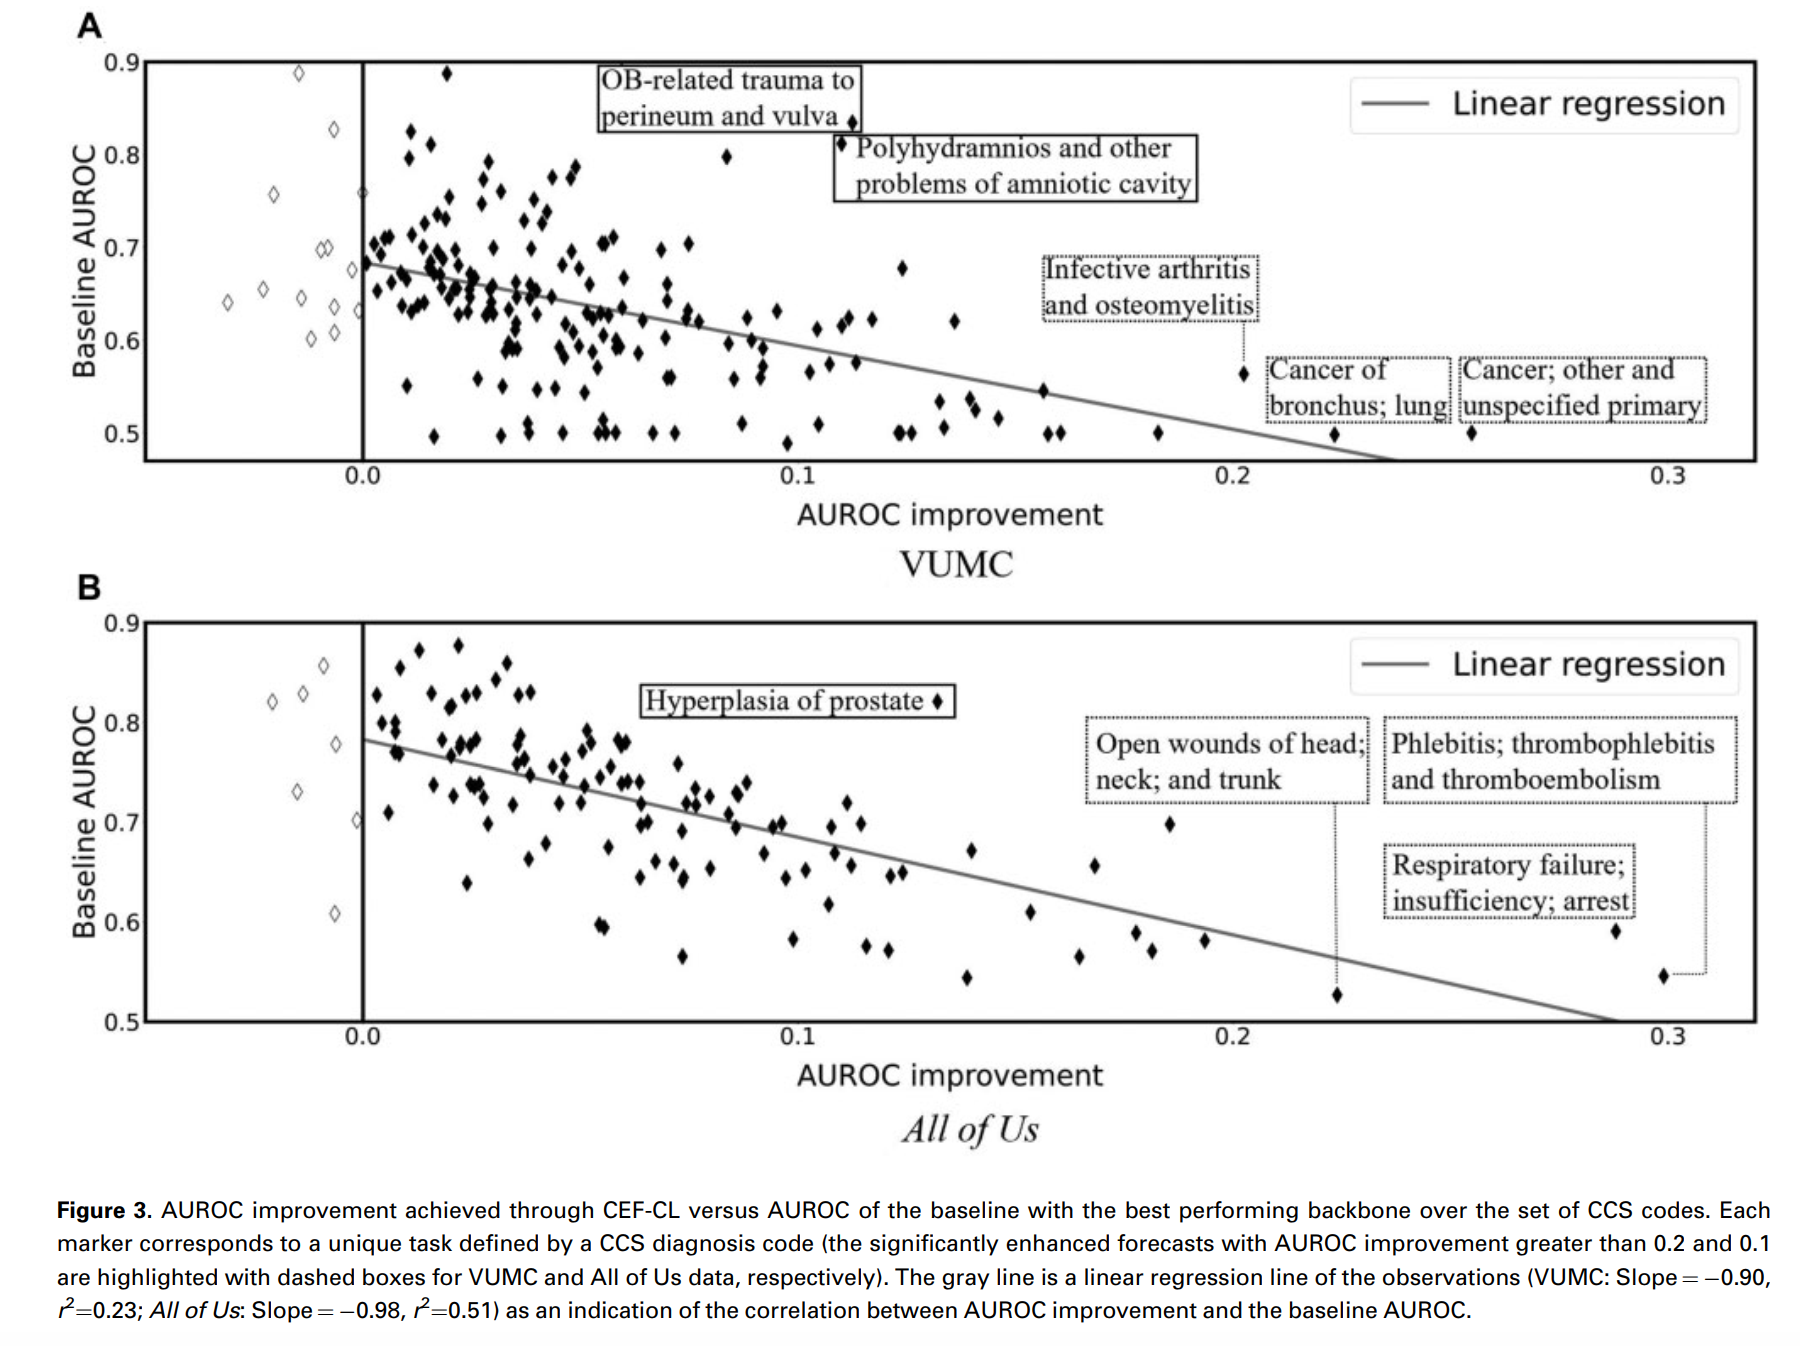 A
0.9
0.8
0.7
0.6
0.5
Baseline AUROC
OB-related trauma to
perineum and vulva
Polyhydramnios and other
problems of amniotic cavity
Linear regression
Infective arthritis
and osteomyelitis
Cancer of
bronchus; lung
Cancer; other and
unspecified primary
0.0
0.1
0.2
0.3
AUROC improvement
VUMC
B
0.9
0.8
0.7
0.6
0.5
Baseline AUROC
Hyperplasia of prostate
Linear regression
Open wounds of head;
neck; and trunk
Phlebitis; thrombophlebitis
and thromboembolism
Respiratory failure;
insufficiency; arrest
0.0
0.1
0.2
0.3
AUROC improvement
All of Us
Figure 3. AUROC improvement achieved through CEF-CL versus AUROC of the baseline with the best performing backbone over the set of CCS codes. Each
marker corresponds to a unique task defined by a CCS diagnosis code (the significantly enhanced forecasts with AUROC improvement greater than 0.2 and 0.1
are highlighted with dashed boxes for VUMC and All of Us data, respectively). The gray line is a linear regression line of the observations (VUMC: Slope = −0.90,
r²=0.23; All of Us: Slope = −0.98, r²=0.51) as an indication of the correlation between AUROC improvement and the baseline AUROC.